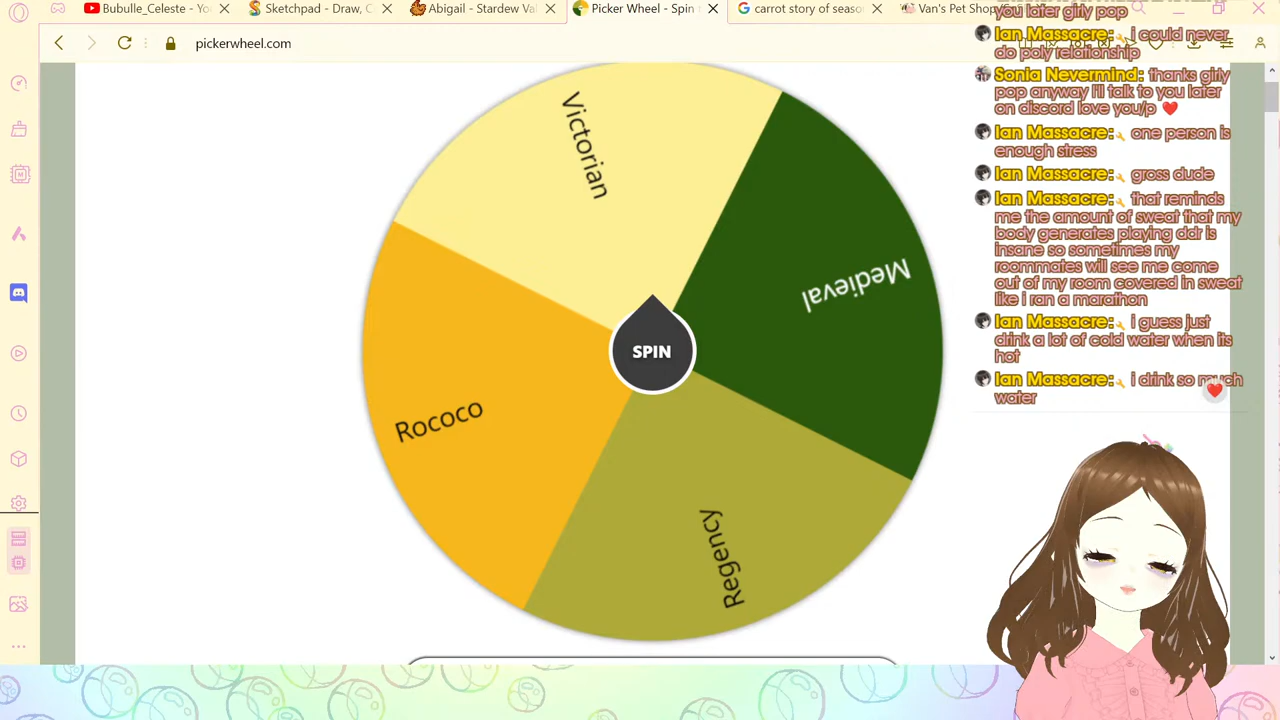 Bubulle_Celeste - Yo
Sketchpad - Draw, C
Abigail - Stardew Val
Picker Wheel - Spin
carrot story of season
Van's Pet Shop
pickerwheel.com
Victorian
Medieval
SPIN
Rococo
Regency
you later girly pop
Ian Massacre: i could never
do poly relationship
Sonia Nevermind: thanks girly
pop anyway I'll talk to you later
on discord love you/p ❤️
Ian Massacre: one person is
enough stress
Ian Massacre: gross dude
Ian Massacre: that reminds
me the amount of sweat that my
body generates playing ddr is
insane so sometimes my
roommates will see me come
out of my room covered in sweat
like i ran a marathon
Ian Massacre: i guess just
drink a lot of cold water when its
hot
Ian Massacre: i drink so much
water